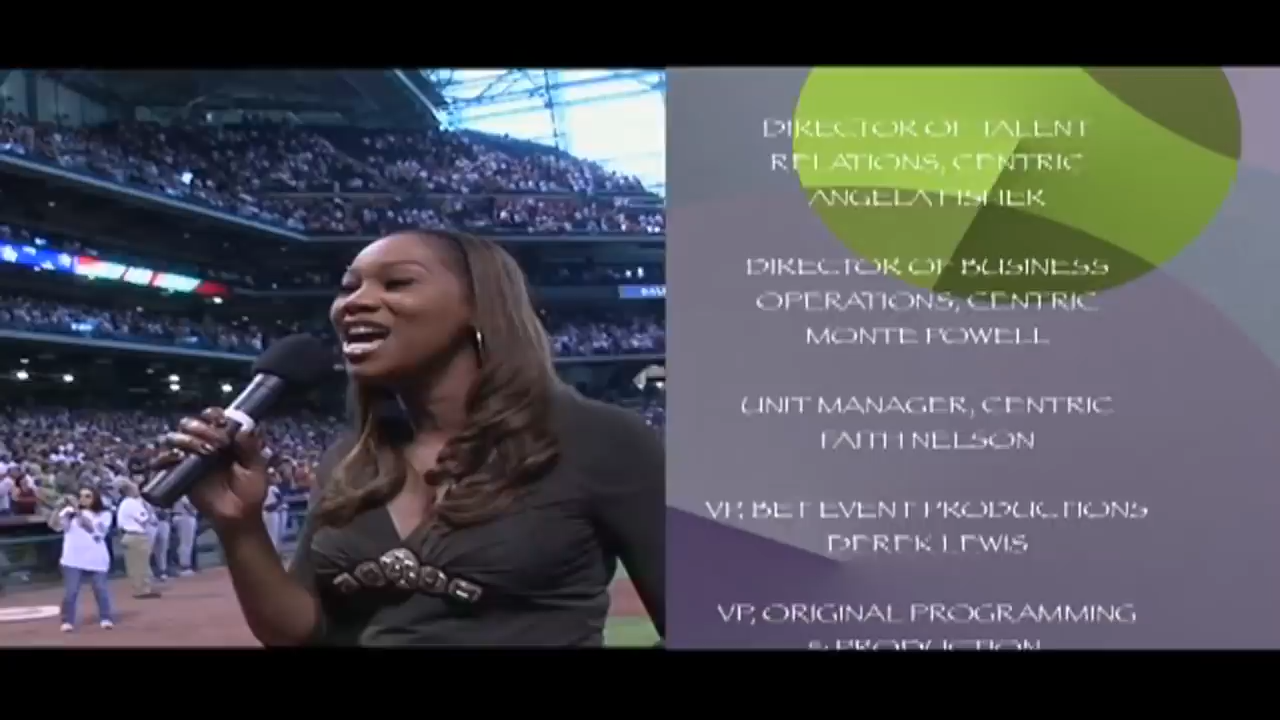 DIRECTOR OF TALENT
RELATIONS, CENTRIC
ANGELA FISHER
DIRECTOR OF BUSINESS
OPERATIONS, CENTRIC
MONTE POWELL
UNIT MANAGER, CENTRIC
FAITH NELSON
VP, BET EVENT PRODUCTIONS
DEREK LEWIS
VP, ORIGINAL PROGRAMMING
& PRODUCTION